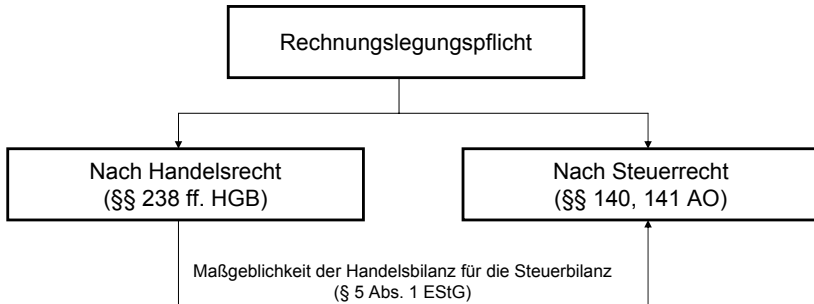 Rechnungslegungspflicht
Nach Handelsrecht
(§§ 238 ff. HGB)
Nach Steuerrecht
(§§ 140, 141 AO)
Maßgeblichkeit der Handelsbilanz für die Steuerbilanz
(§ 5 Abs. 1 EStG)